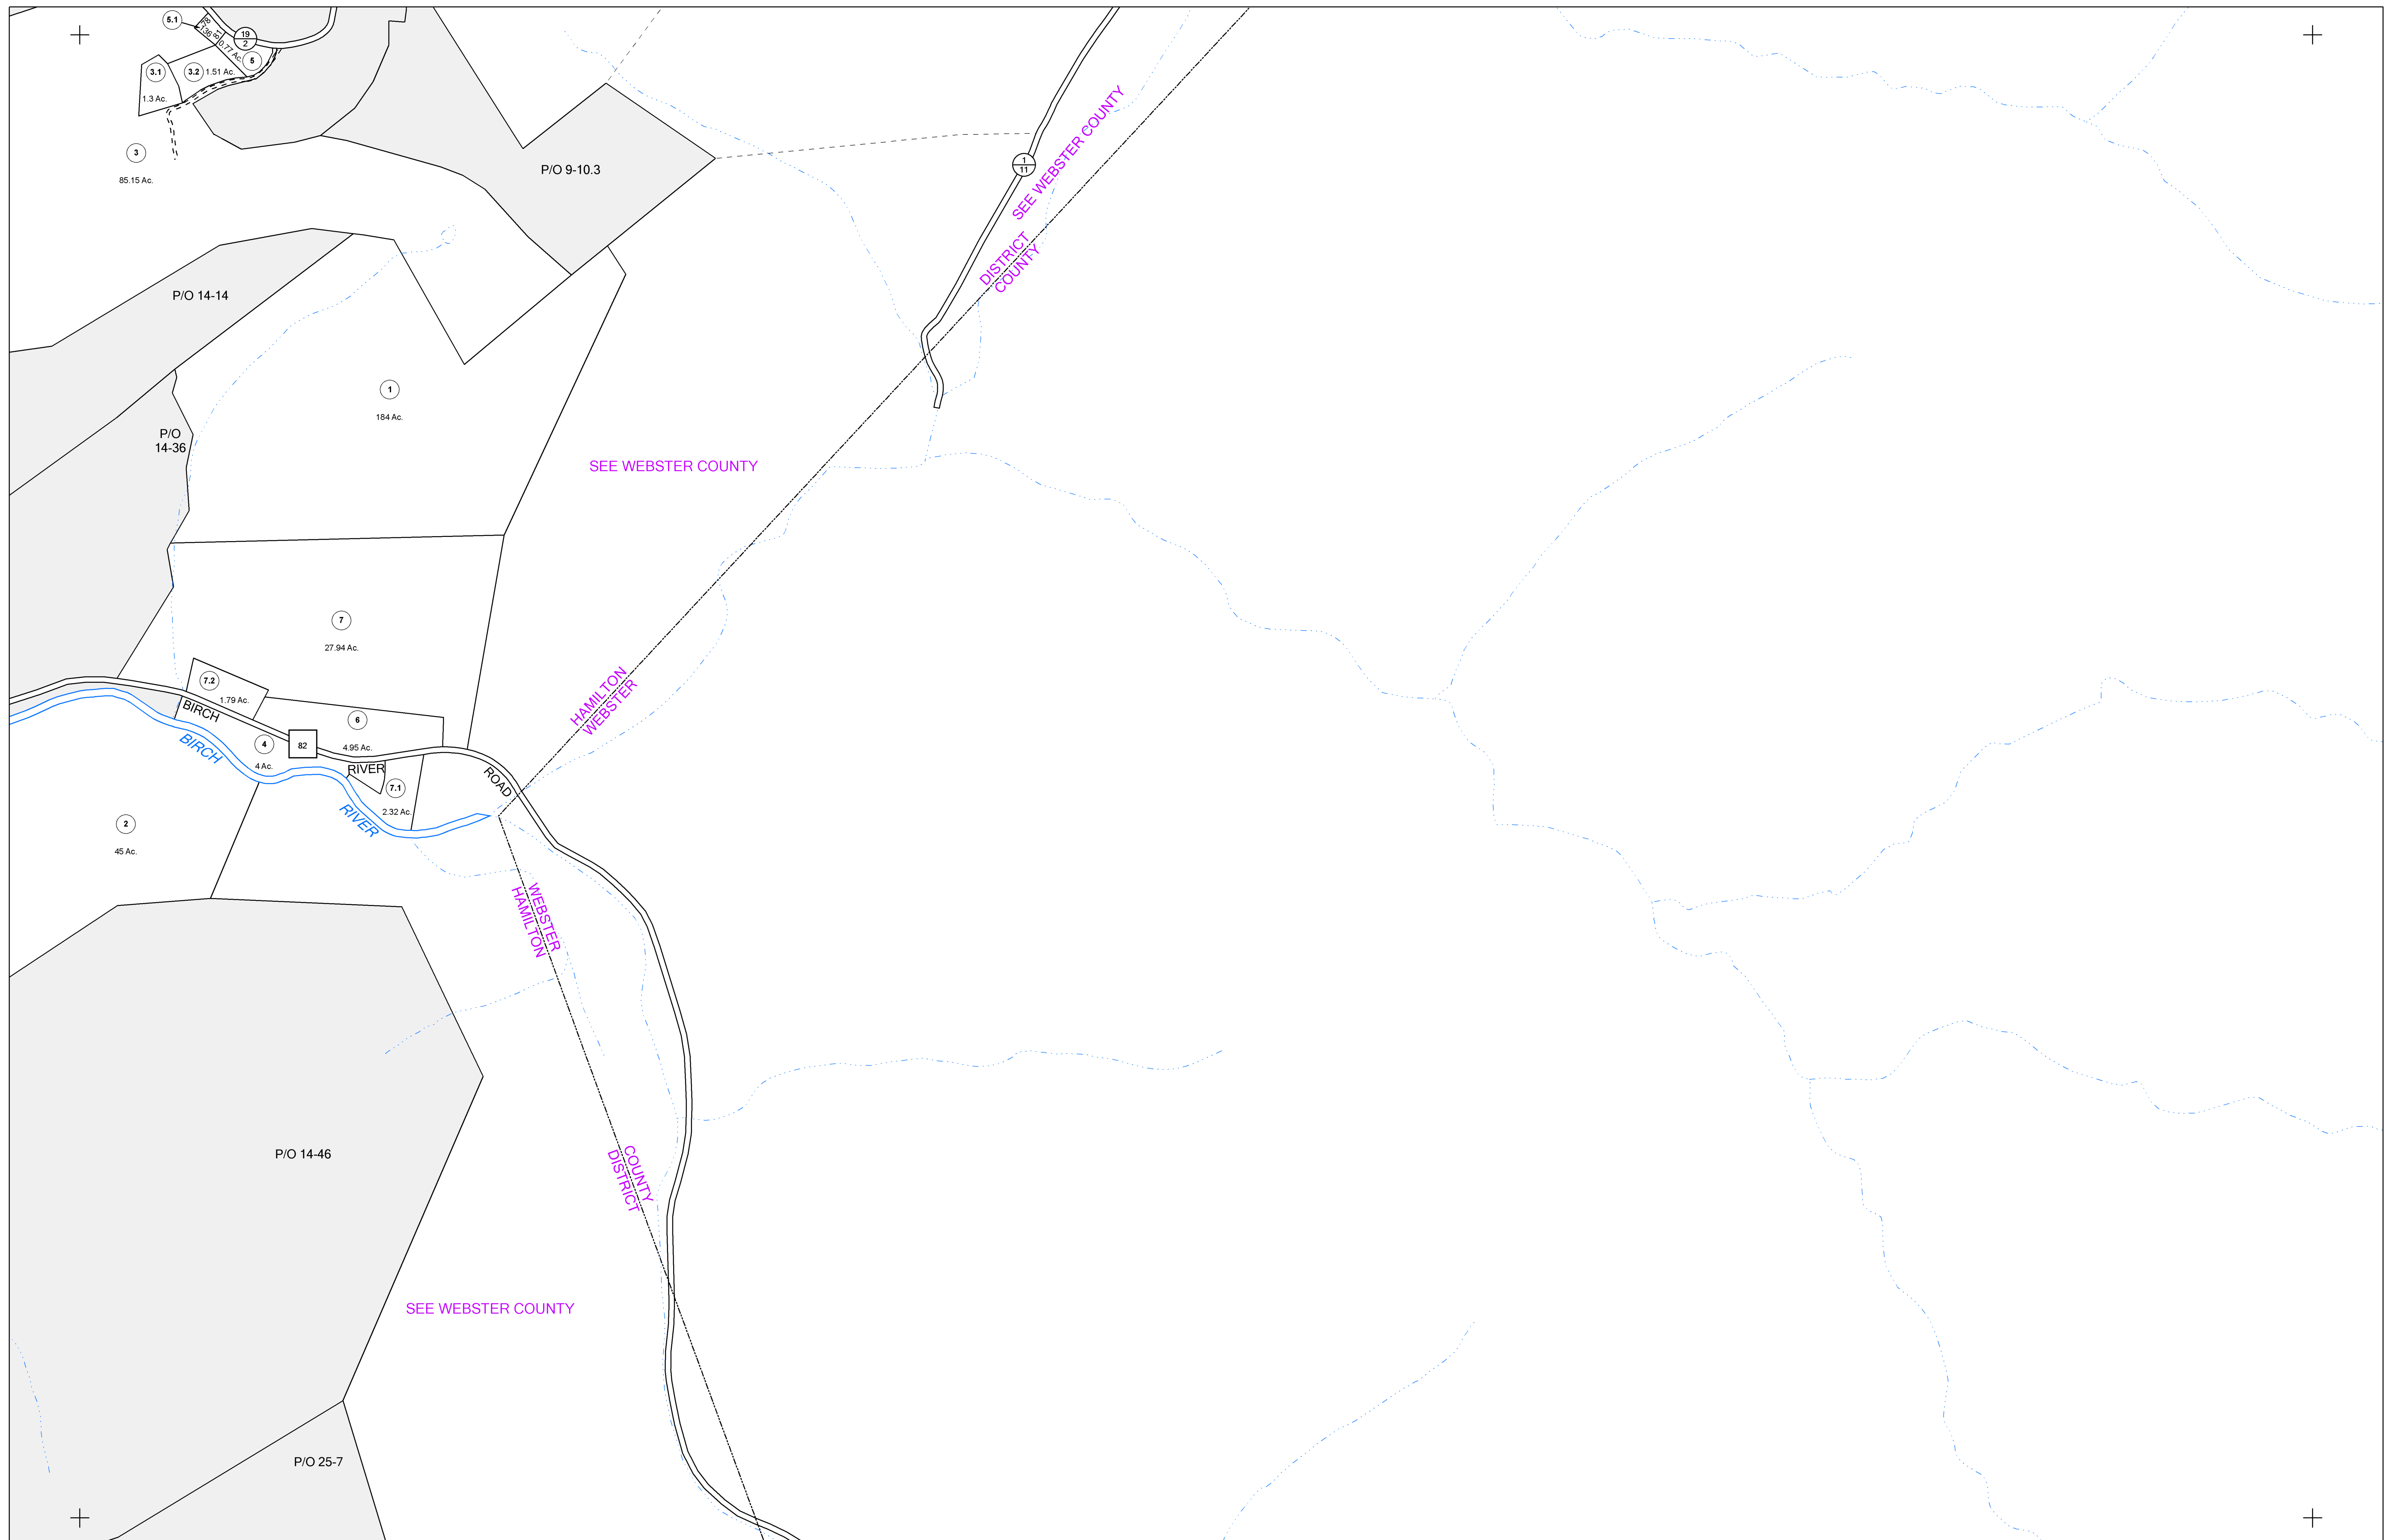 5.1
19
2
0.77 Ac.
5
3.1
3.2
1.51 Ac.
1.3 Ac.
3
85.15 Ac.
P/O 9-10.3
1
11
SEE WEBSTER COUNTY
DISTRICT
COUNTY
P/O 14-14
1
184 Ac.
P/O
14-36
SEE WEBSTER COUNTY
7
27.94 Ac.
7.2
1.79 Ac.
HAMILTON
WEBSTER
BIRCH
6
4.95 Ac.
82
4
4 Ac.
BIRCH
RIVER
ROAD
7.1
2.32 Ac.
RIVER
2
45 Ac.
WEBSTER
HAMILTON
P/O 14-46
COUNTY
DISTRICT
SEE WEBSTER COUNTY
P/O 25-7